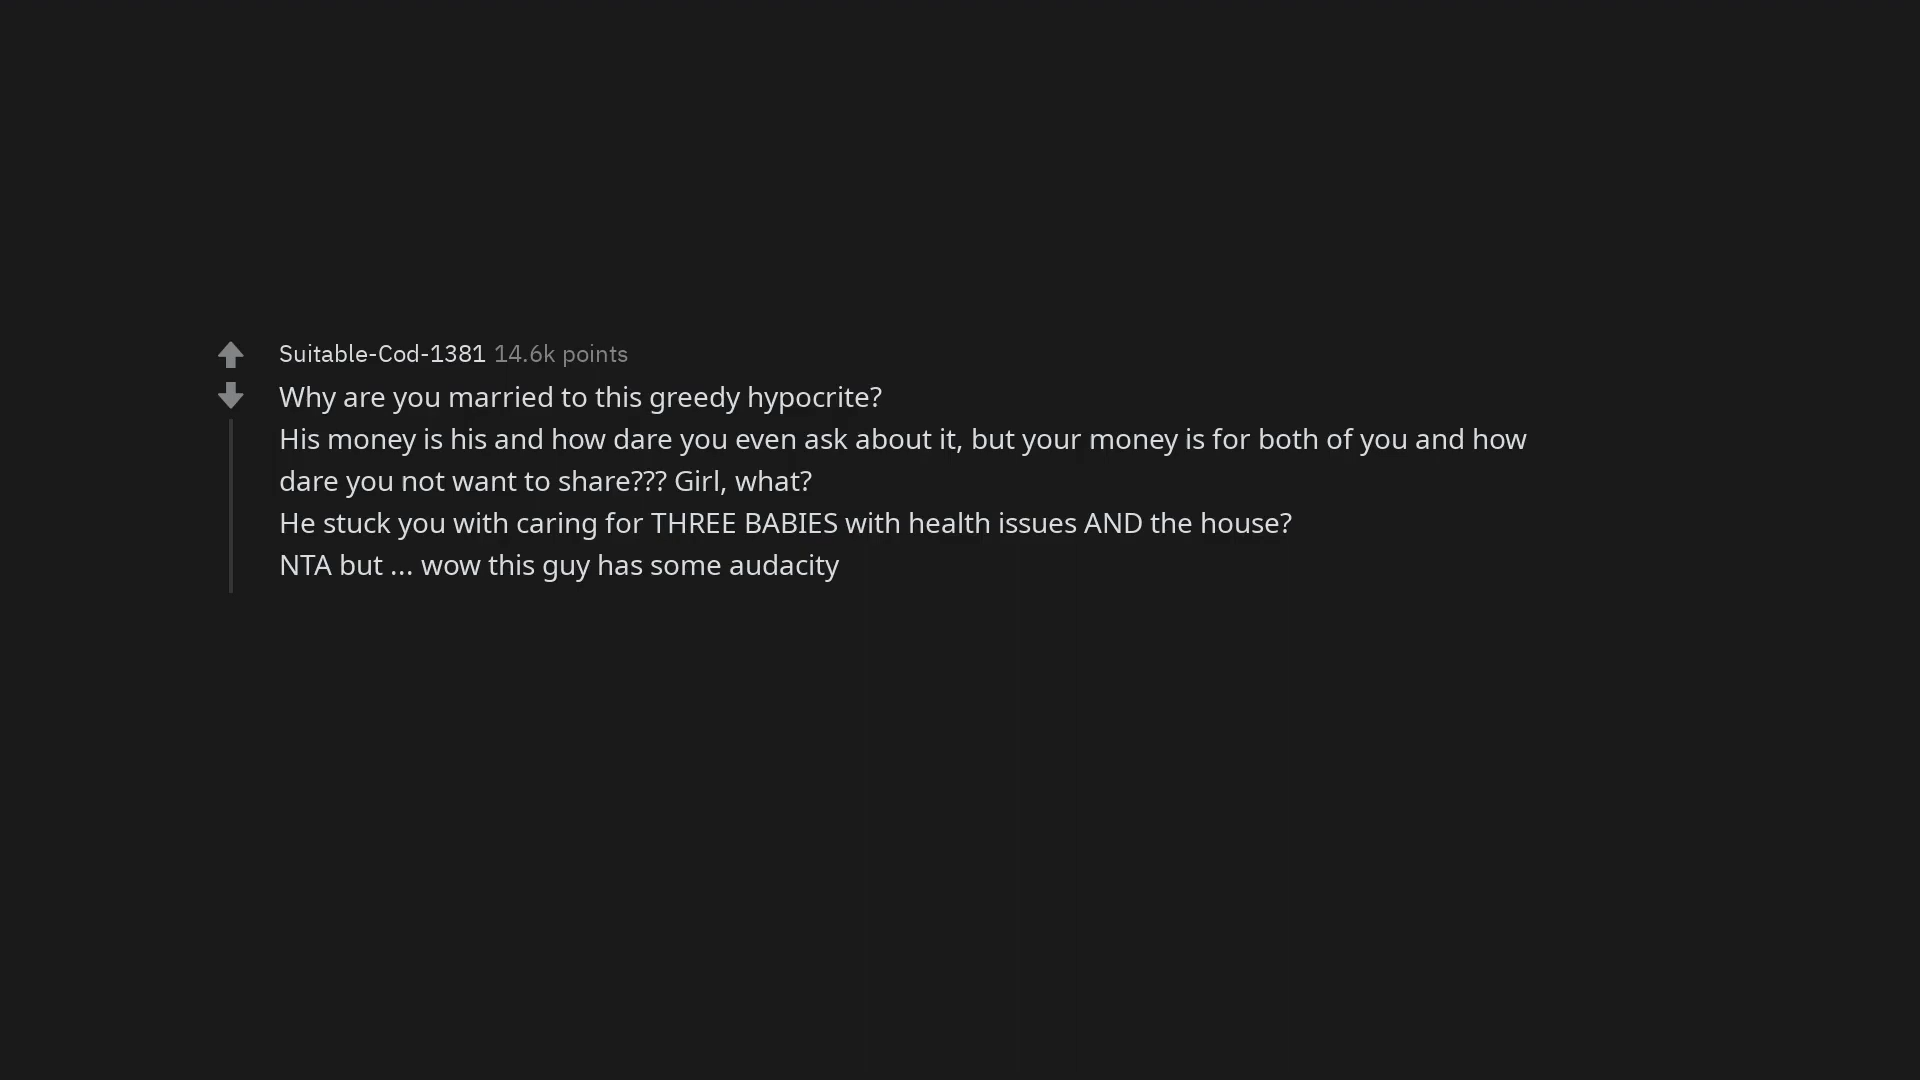 Suitable-Cod-1381 14.6k points
Why are you married to this greedy hypocrite?
His money is his and how dare you even ask about it, but your money is for both of you and how
dare you not want to share??? Girl, what?
He stuck you with caring for THREE BABIES with health issues AND the house?
NTA but ... wow this guy has some audacity